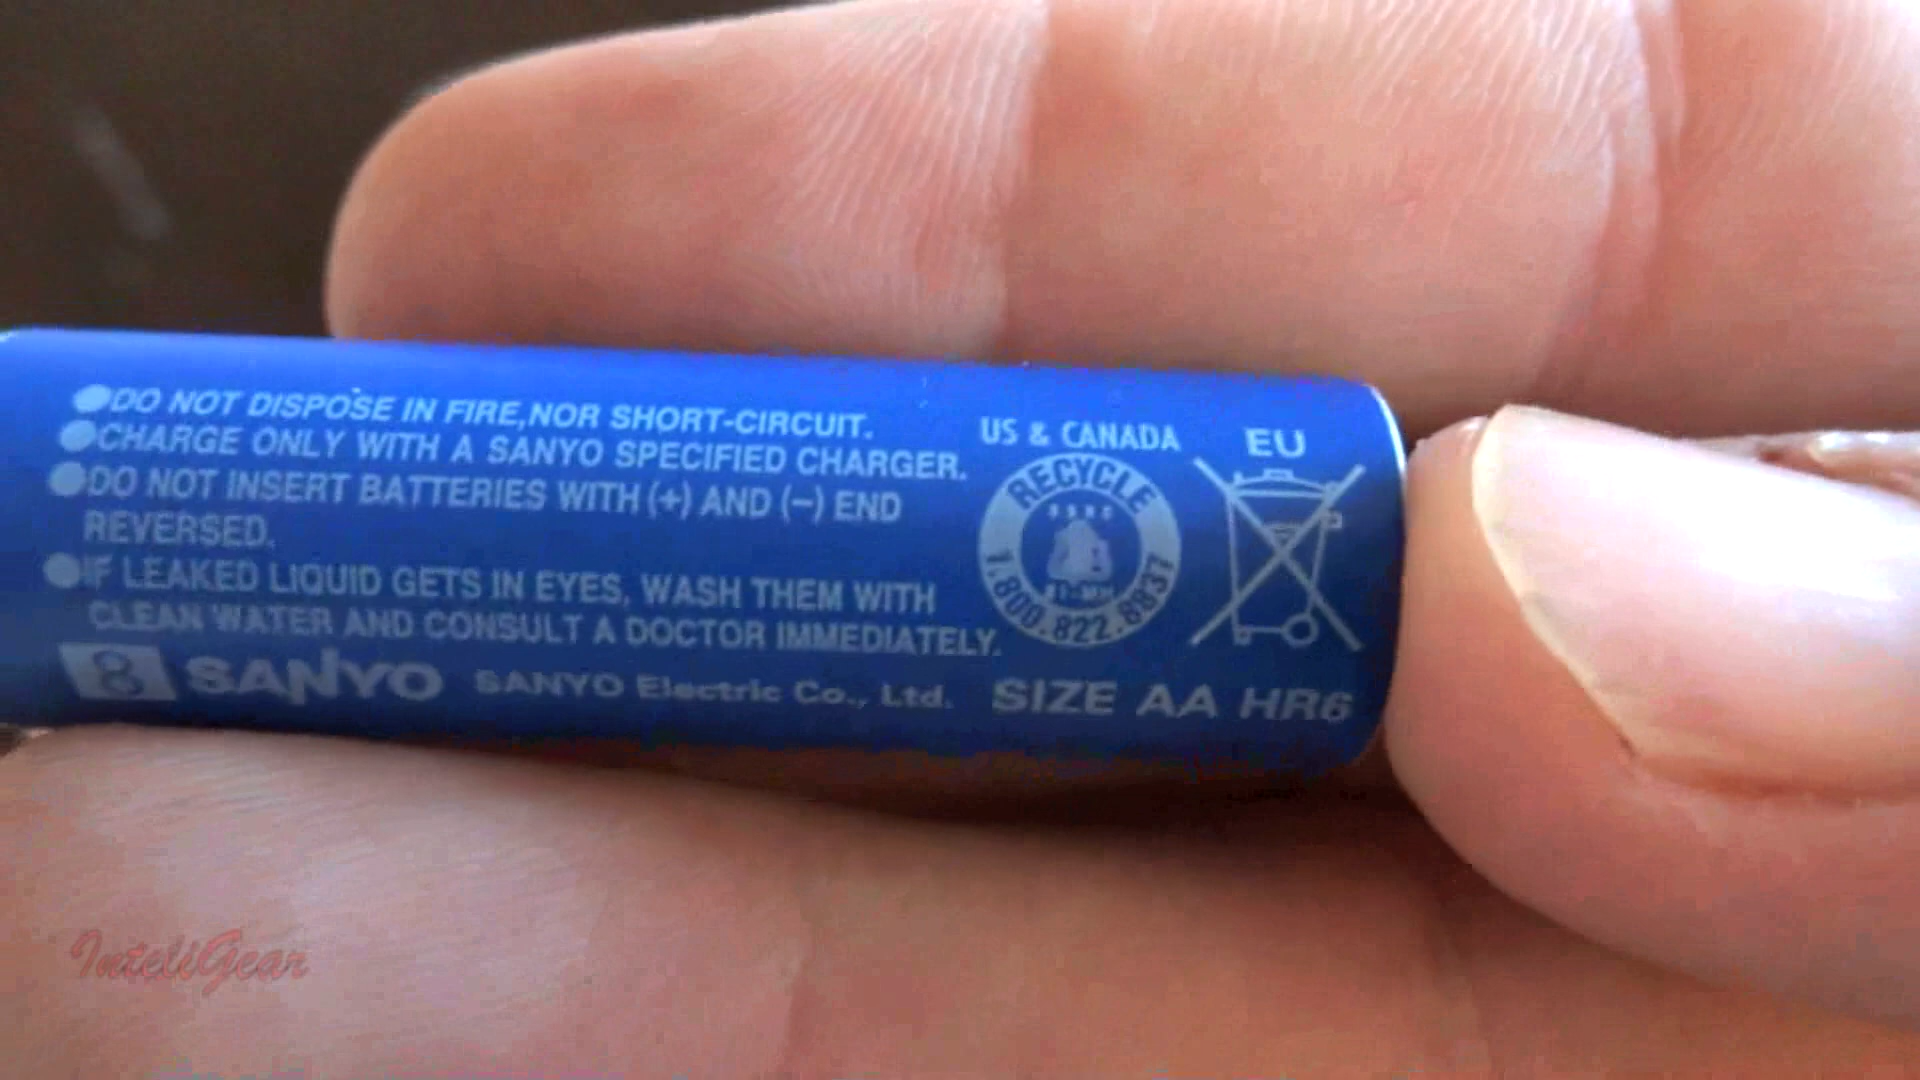 ●DO NOT DISPOSE IN FIRE,NOR SHORT-CIRCUIT.
●CHARGE ONLY WITH A SANYO SPECIFIED CHARGER.
●DO NOT INSERT BATTERIES WITH (+) AND (−) END
REVERSED.
●IF LEAKED LIQUID GETS IN EYES, WASH THEM WITH
CLEAN WATER AND CONSULT A DOCTOR IMMEDIATELY.
8 SANYO SANYO Electric Co., Ltd.
US & CANADA
RECYCLE
1.800.822.8837
EU
SIZE AA HR6
InteliGear